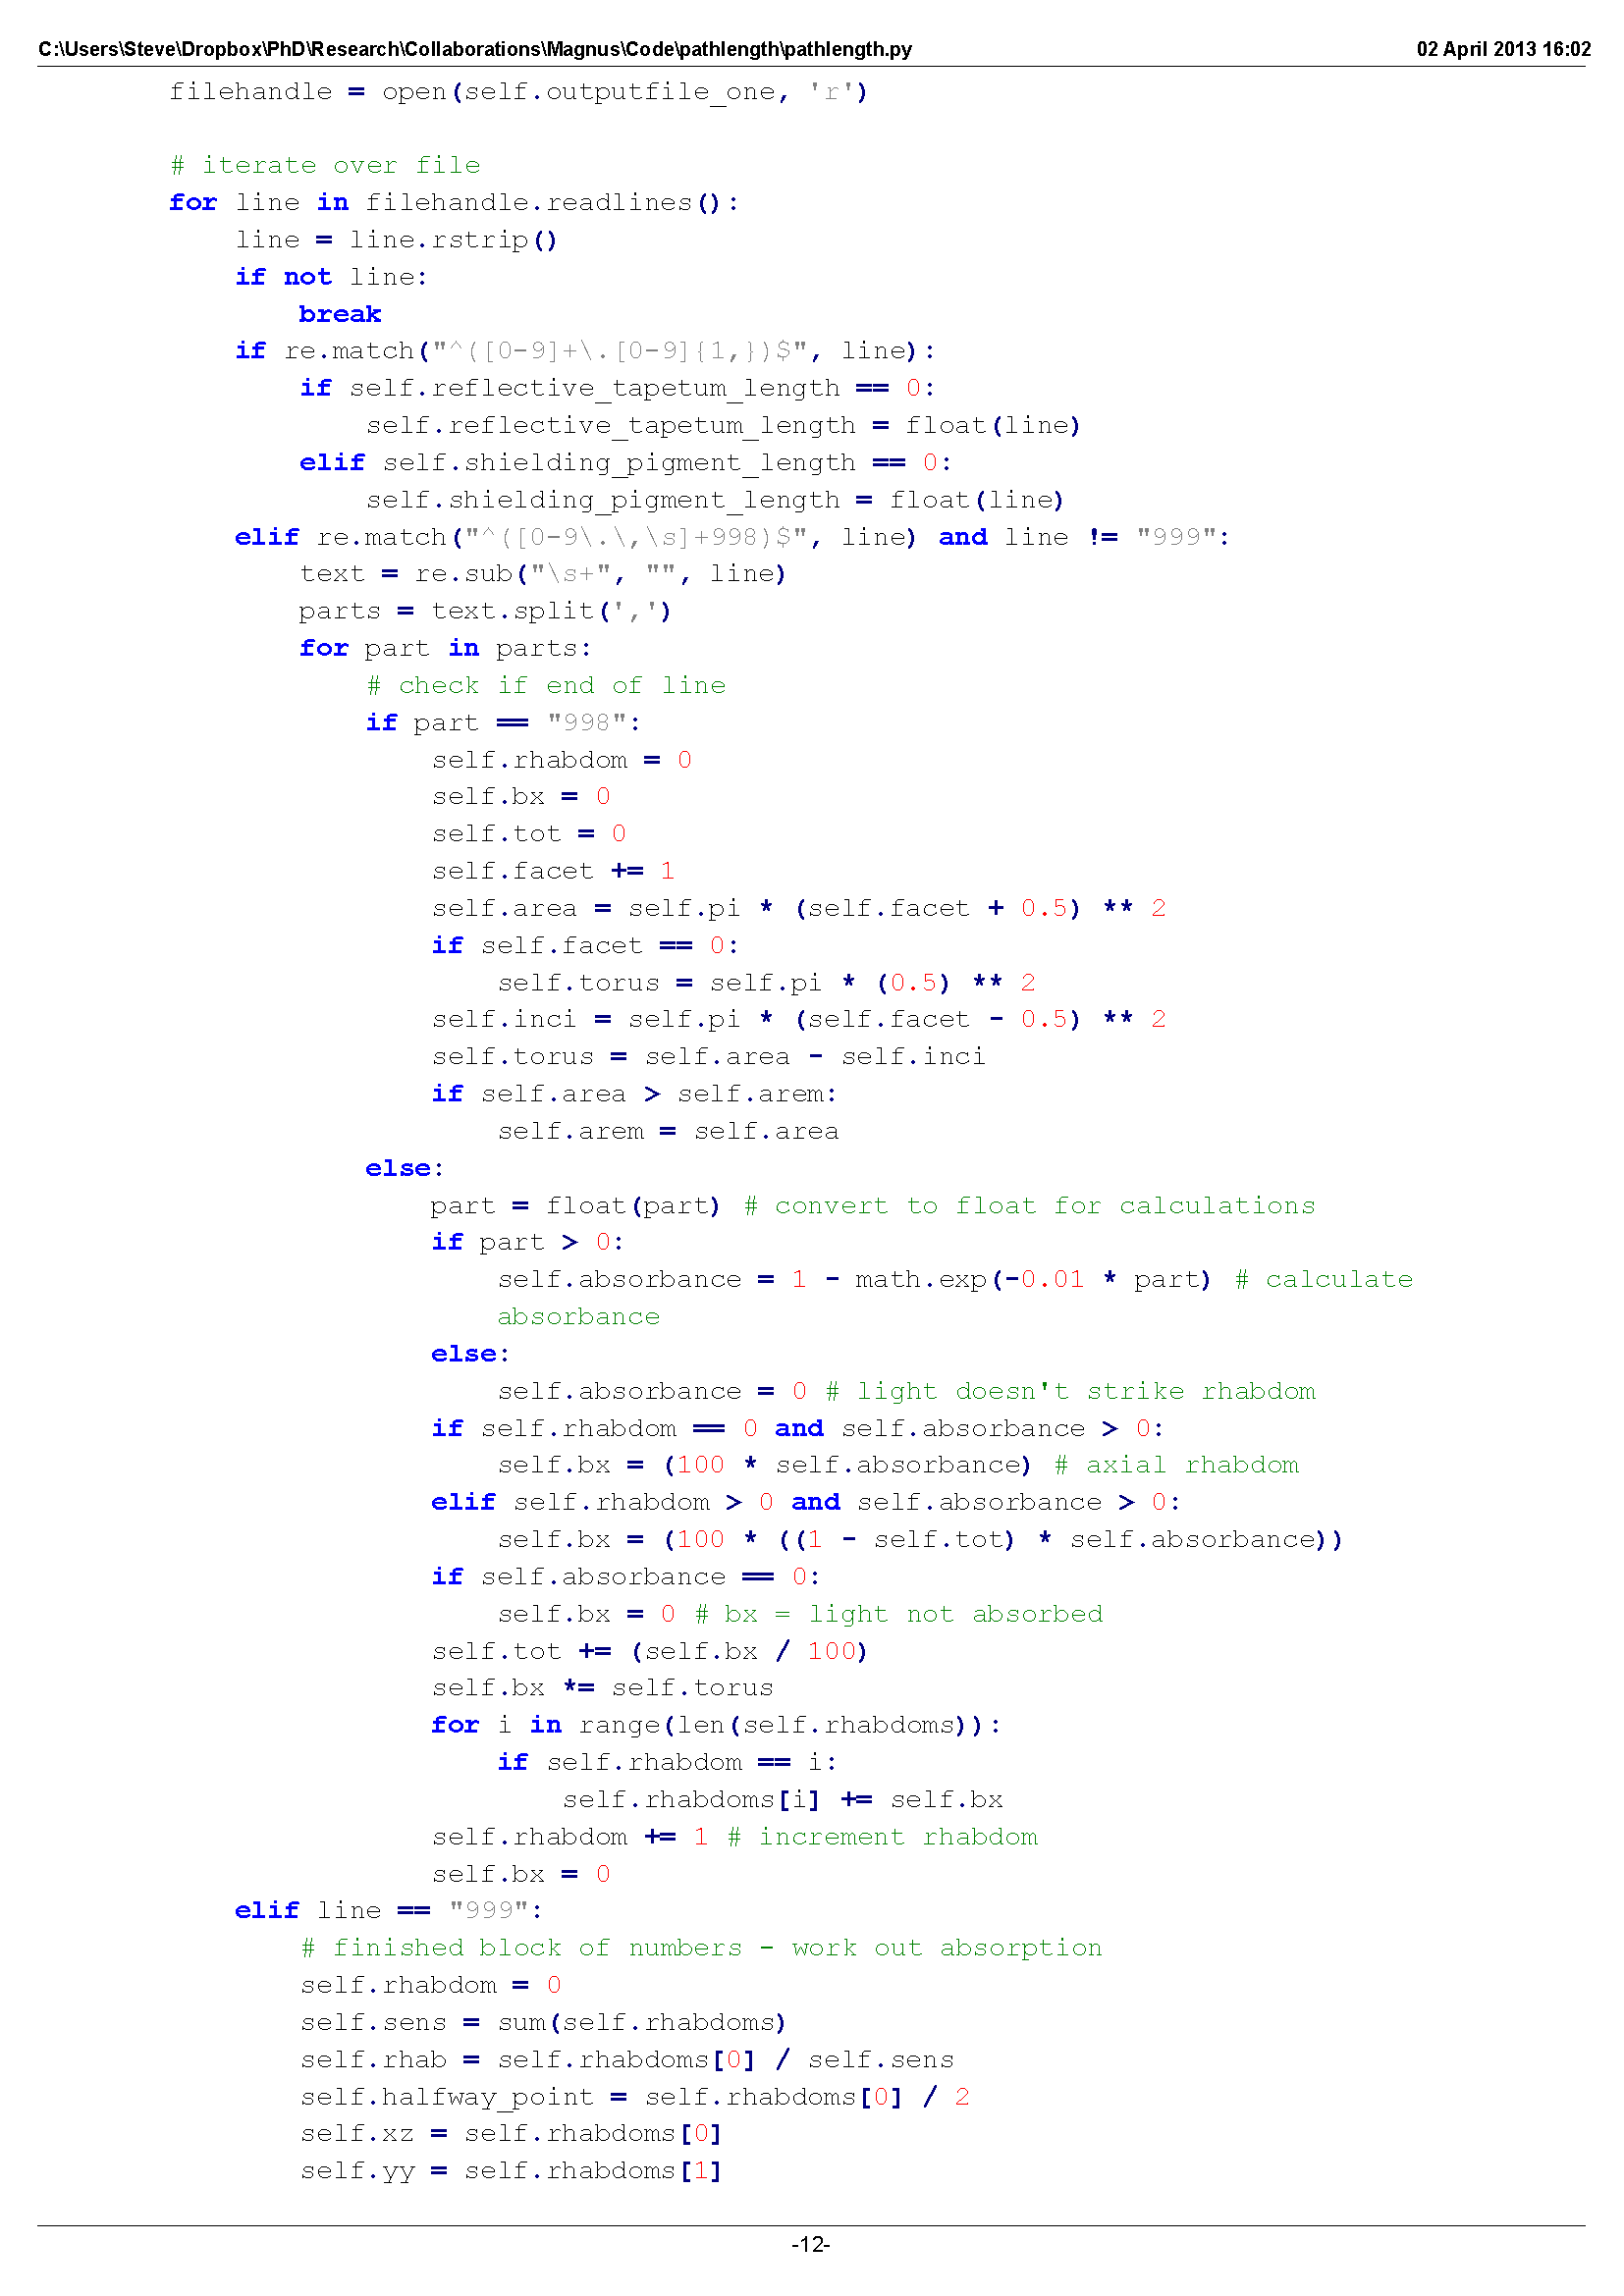 C:\Users\Steve\Dropbox\PhD\Research\Collaborations\Magnus\Code\pathlength\pathlength.py 02 April 2013 16:02
        filehandle = open(self.outputfile_one, 'r')

        # iterate over file
        for line in filehandle.readlines():
            line = line.rstrip()
            if not line:
                break
            if re.match("^([0-9]+\.[0-9]{1,})$", line):
                if self.reflective_tapetum_length == 0:
                    self.reflective_tapetum_length = float(line)
                elif self.shielding_pigment_length == 0:
                    self.shielding_pigment_length = float(line)
            elif re.match("^([0-9\.\,\s]+998)$", line) and line != "999":
                text = re.sub("\s+", "", line)
                parts = text.split(',')
                for part in parts:
                    # check if end of line
                    if part == "998":
                        self.rhabdom = 0
                        self.bx = 0
                        self.tot = 0
                        self.facet += 1
                        self.area = self.pi * (self.facet + 0.5) ** 2
                        if self.facet == 0:
                            self.torus = self.pi * (0.5) ** 2
                        self.inci = self.pi * (self.facet - 0.5) ** 2
                        self.torus = self.area - self.inci
                        if self.area > self.arem:
                            self.arem = self.area
                    else:
                        part = float(part) # convert to float for calculations
                        if part > 0:
                            self.absorbance = 1 - math.exp(-0.01 * part) # calculate
                            absorbance
                        else:
                            self.absorbance = 0 # light doesn't strike rhabdom
                        if self.rhabdom == 0 and self.absorbance > 0:
                            self.bx = (100 * self.absorbance) # axial rhabdom
                        elif self.rhabdom > 0 and self.absorbance > 0:
                            self.bx = (100 * ((1 - self.tot) * self.absorbance))
                        if self.absorbance == 0:
                            self.bx = 0 # bx = light not absorbed
                        self.tot += (self.bx / 100)
                        self.bx *= self.torus
                        for i in range(len(self.rhabdoms)):
                            if self.rhabdom == i:
                                self.rhabdoms[i] += self.bx
                        self.rhabdom += 1 # increment rhabdom
                        self.bx = 0
            elif line == "999":
                # finished block of numbers - work out absorption
                self.rhabdom = 0
                self.sens = sum(self.rhabdoms)
                self.rhab = self.rhabdoms[0] / self.sens
                self.halfway_point = self.rhabdoms[0] / 2
                self.xz = self.rhabdoms[0]
                self.yy = self.rhabdoms[1]
-12-